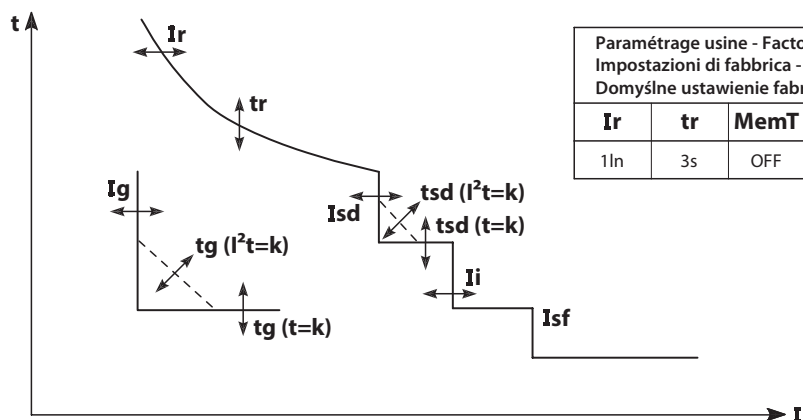 t
Ir
tr
Ig
tg (I²t=k)
tg (t=k)
Isd
tsd (I²t=k)
tsd (t=k)
Ii
Isf
I
Paramétrage usine - Facto
Impostazioni di fabbrica -
Domyślne ustawienie fabr
Ir tr MemT
1In 3s OFF